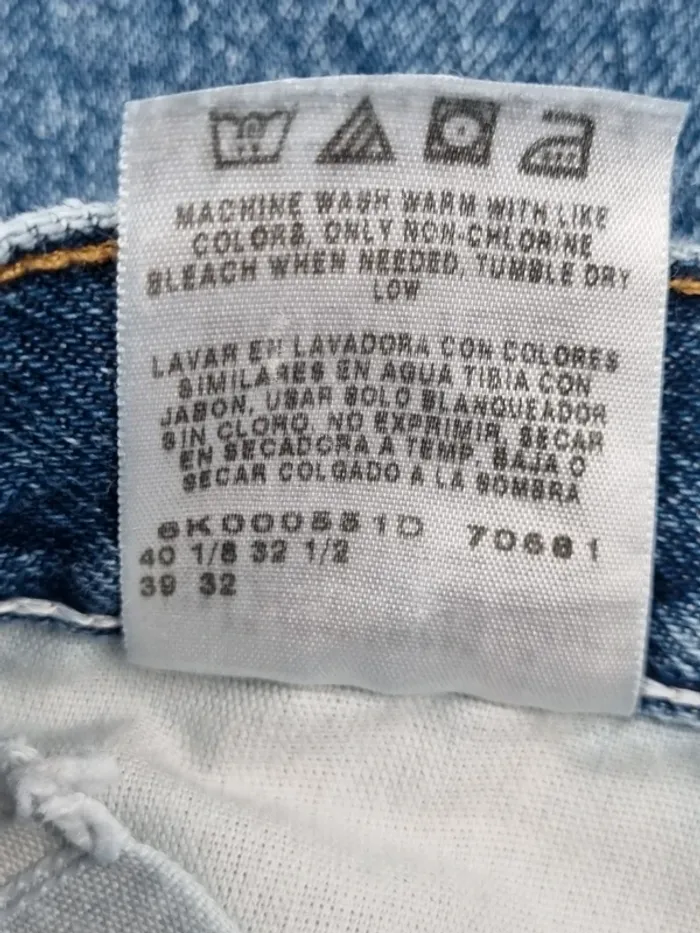 MACHINE WASH WARM WITH LIKE
COLORS, ONLY NON-CHLORINE
BLEACH WHEN NEEDED, TUMBLE DRY
LOW
LAVAR EN LAVADORA CON COLORES
SIMILARES EN AGUA TIBIA CON
JABON, USAR SOLO BLANQUEADOR
SIN CLORO, NO EXPRIMIR, SECAR
EN SECADORA A TEMP. BAJA O
SECAR COLGADO A LA SOMBRA
70681
40 1/8 32 1/2
39 32